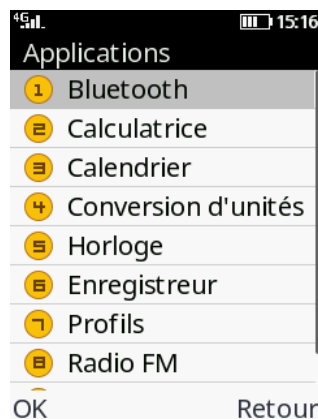 4G 15:16
Applications
1 Bluetooth
2 Calculatrice
3 Calendrier
4 Conversion d'unités
5 Horloge
6 Enregistreur
7 Profils
8 Radio FM
OK Retour